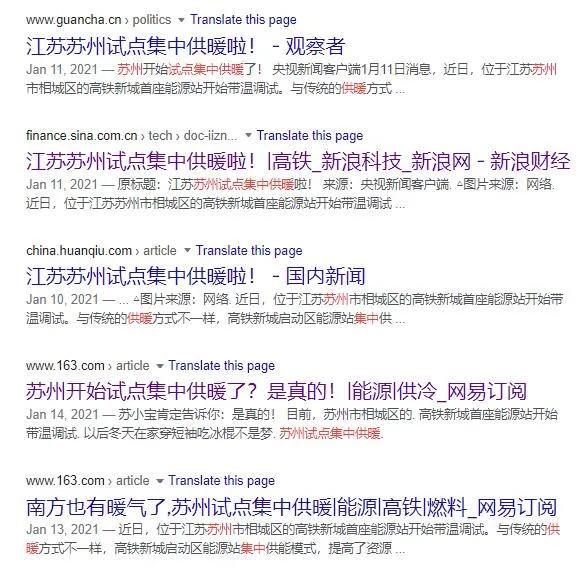 www.guancha.cn › politics ▼ Translate this page
江苏苏州试点集中供暖啦！ - 观察者
Jan 11, 2021 — 苏州开始试点集中供暖了！ 央视新闻客户端1月11日消息，近日，位于江苏苏州
市相城区的高铁新城首座能源站开始带温调试。与传统的供暖方式 ...
finance.sina.com.cn › tech › doc-iizn... ▼ Translate this page
江苏苏州试点集中供暖啦！|高铁_新浪科技_新浪网 - 新浪财经
Jan 11, 2021 — 原标题：江苏苏州试点集中供暖啦！ 来源：央视新闻客户端. △图片来源：网络.
近日，位于江苏苏州市相城区的高铁新城首座能源站开始带温调试 ...
china.huanqiu.com › article ▼ Translate this page
江苏苏州试点集中供暖啦！ - 国内新闻
Jan 10, 2021 — ... △图片来源：网络. 近日，位于江苏苏州市相城区的高铁新城首座能源站开始带
温调试。与传统的供暖方式不一样，高铁新城启动区能源站集中供 ...
www.163.com › article ▼ Translate this page
苏州开始试点集中供暖了？是真的！|能源|供冷_网易订阅
Jan 14, 2021 — 苏小宝肯定告诉你：是真的！ 目前，苏州市相城区的. 高铁新城首座能源站开始
带温调试. 以后冬天在家穿短袖吃冰棍不是梦. 苏州试点集中供暖.
www.163.com › article ▼ Translate this page
南方也有暖气了,苏州试点集中供暖|能源|高铁|燃料_网易订阅
Jan 13, 2021 — 近日，位于江苏苏州市相城区的高铁新城首座能源站开始带温调试。与传统的供
暖方式不一样，高铁新城启动区能源站集中供能模式，提高了资源 ...